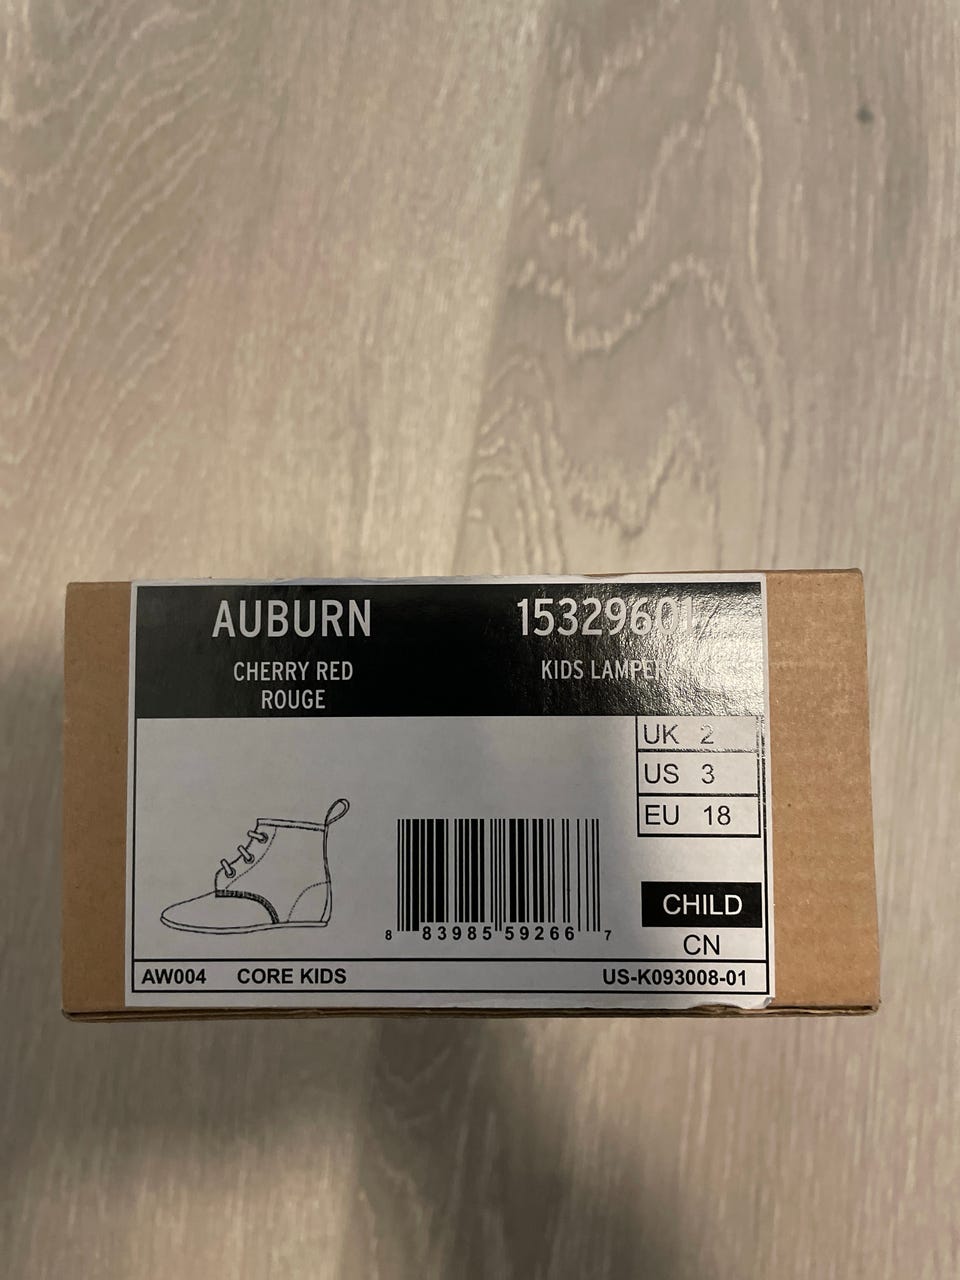 AUBURN
CHERRY RED
ROUGE
15329601
KIDS LAMPER
UK 2
US 3
EU 18
8 83985 59266 7
CHILD
CN
AW004 CORE KIDS US-K093008-01